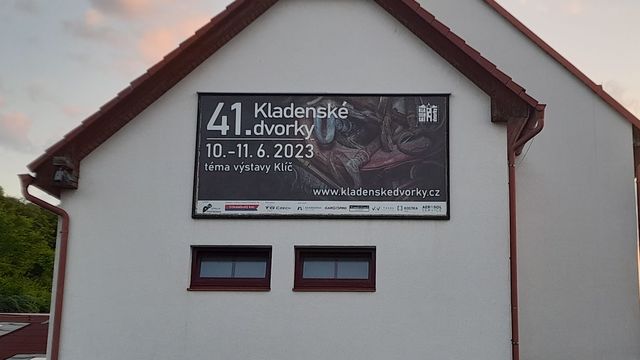 41. Kladenské
dvorky
10.-11. 6. 2023
téma výstavy Klíč
www.kladenskedvorky.cz